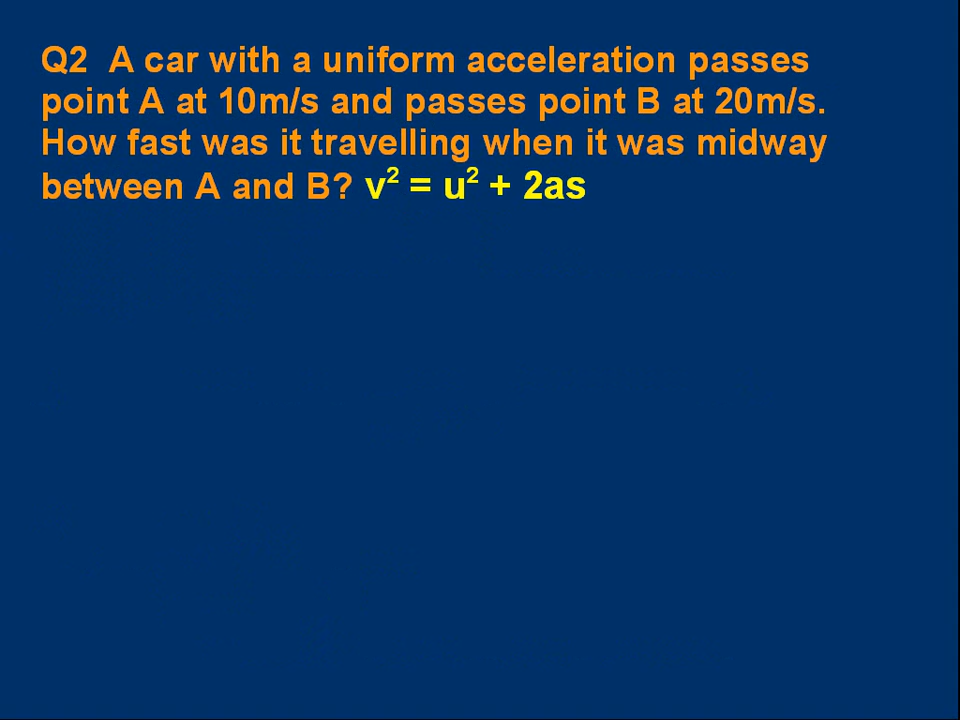 Q2 A car with a uniform acceleration passes
point A at 10m/s and passes point B at 20m/s.
How fast was it travelling when it was midway
between A and B? v² = u² + 2as